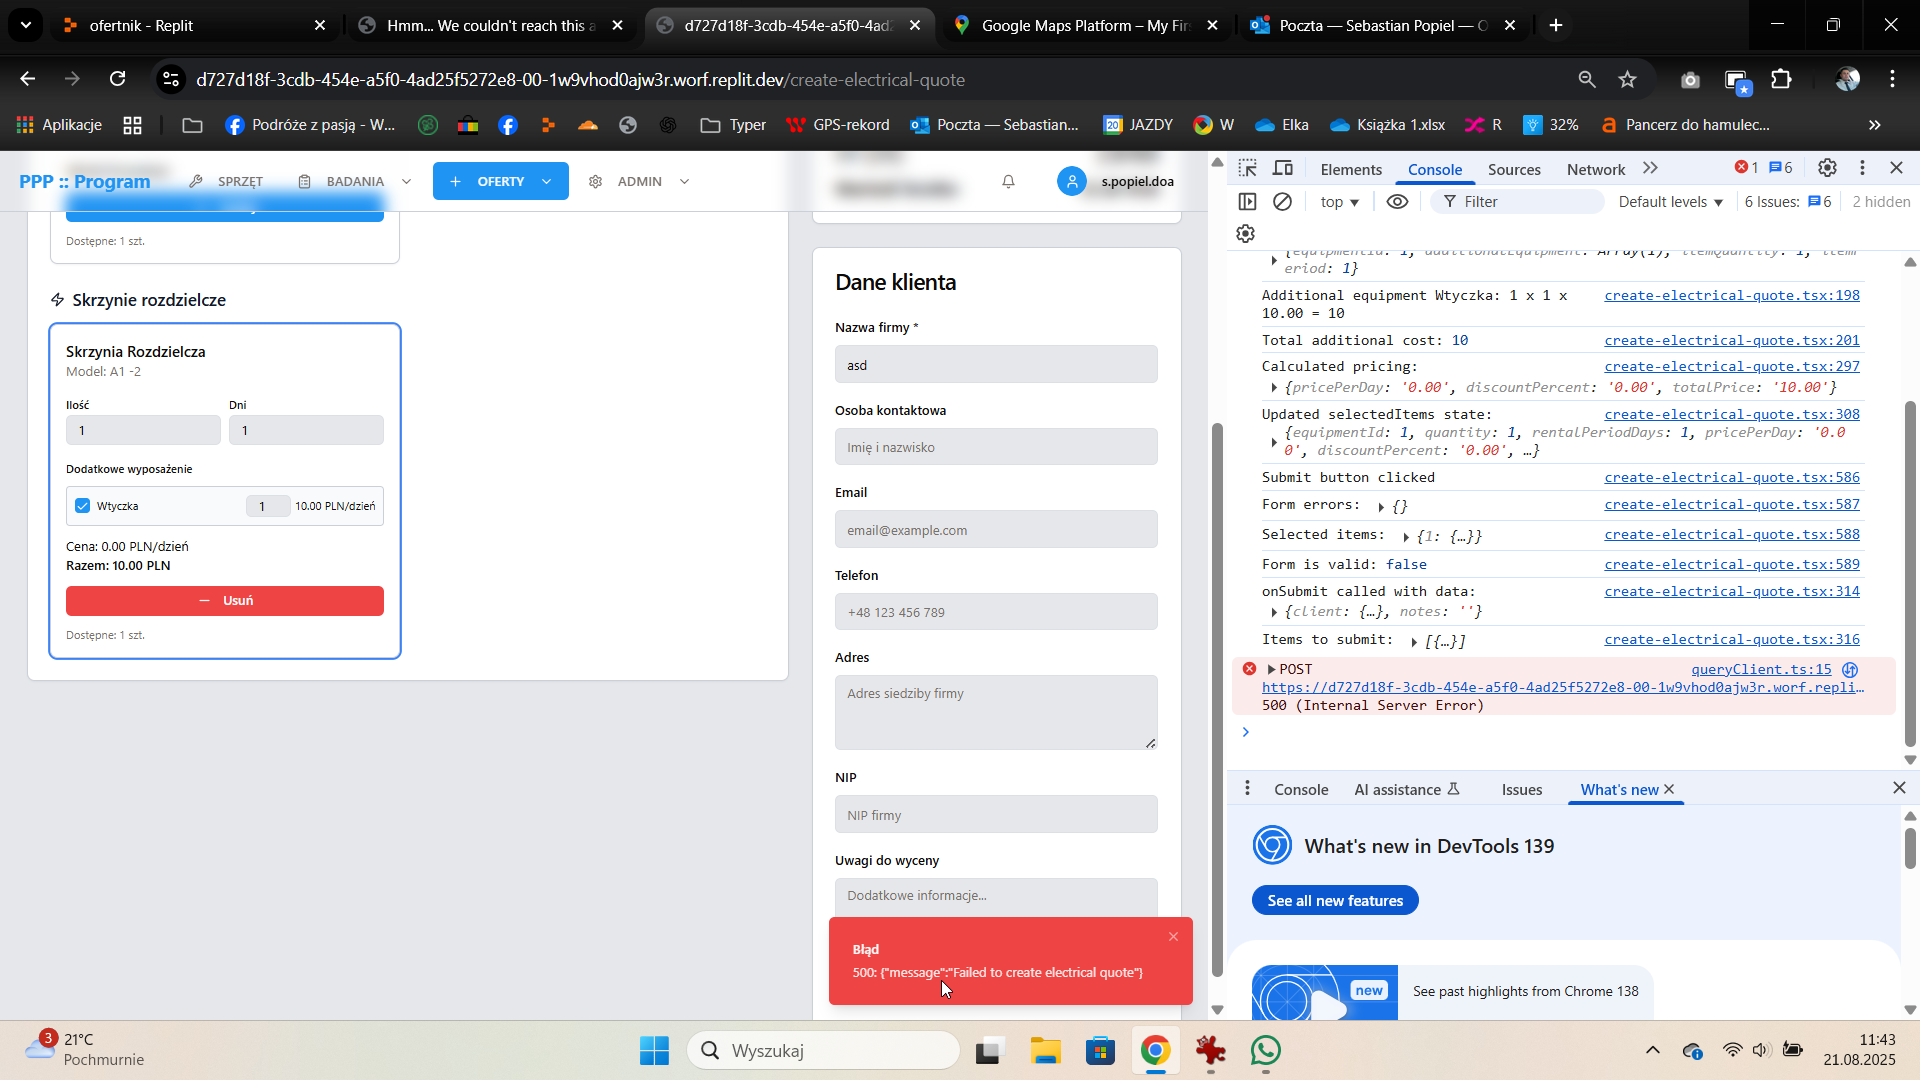 ofertnik - Replit
Hmm... We couldn't reach this a
d727d18f-3cdb-454e-a5f0-4ad2
Google Maps Platform – My Fir
Poczta — Sebastian Popiel — O
d727d18f-3cdb-454e-a5f0-4ad25f5272e8-00-1w9vhod0ajw3r.worf.replit.dev/create-electrical-quote
Aplikacje
Podróże z pasją - W...
Typer
GPS-rekord
Poczta — Sebastian...
20
JAZDY
W
Elka
Książka 1.xlsx
R
32%
Pancerz do hamulec...
»
PPP :: Program
SPRZĘT
BADANIA
OFERTY
ADMIN
s.popiel.doa
Dostępne: 1 szt.
Skrzynie rozdzielcze
Skrzynia Rozdzielcza
Model: A1 -2
Ilość
Dni
1
1
Dodatkowe wyposażenie
Wtyczka
1
10.00 PLN/dzień
Cena: 0.00 PLN/dzień
Razem: 10.00 PLN
Usuń
Dostępne: 1 szt.
Dane klienta
Nazwa firmy *
asd
Osoba kontaktowa
Imię i nazwisko
Email
email@example.com
Telefon
+48 123 456 789
Adres
Adres siedziby firmy
NIP
NIP firmy
Uwagi do wyceny
Dodatkowe informacje...
Błąd
500: {"message":"Failed to create electrical quote"}
Elements
Console
Sources
Network
1
6
top
Filter
Default levels
6 Issues:
6
2 hidden
{equipmentId: 1, additionalEquipment: Array(1), itemQuantity: 1, itemP
eriod: 1}
Additional equipment Wtyczka: 1 x 1 x
10.00 = 10
create-electrical-quote.tsx:198
Total additional cost: 10
create-electrical-quote.tsx:201
Calculated pricing:
create-electrical-quote.tsx:297
{pricePerDay: '0.00', discountPercent: '0.00', totalPrice: '10.00'}
Updated selectedItems state:
create-electrical-quote.tsx:308
{equipmentId: 1, quantity: 1, rentalPeriodDays: 1, pricePerDay: '0.0
0', discountPercent: '0.00', …}
Submit button clicked
create-electrical-quote.tsx:586
Form errors: {}
create-electrical-quote.tsx:587
Selected items: {1: {…}}
create-electrical-quote.tsx:588
Form is valid: false
create-electrical-quote.tsx:589
onSubmit called with data:
create-electrical-quote.tsx:314
{client: {…}, notes: ''}
Items to submit: [{…}]
create-electrical-quote.tsx:316
POST
queryClient.ts:15
https://d727d18f-3cdb-454e-a5f0-4ad25f5272e8-00-1w9vhod0ajw3r.worf.repli…
500 (Internal Server Error)
Console
AI assistance
Issues
What's new
What's new in DevTools 139
See all new features
new
See past highlights from Chrome 138
3
21°C
Pochmurnie
Wyszukaj
11:43
21.08.2025